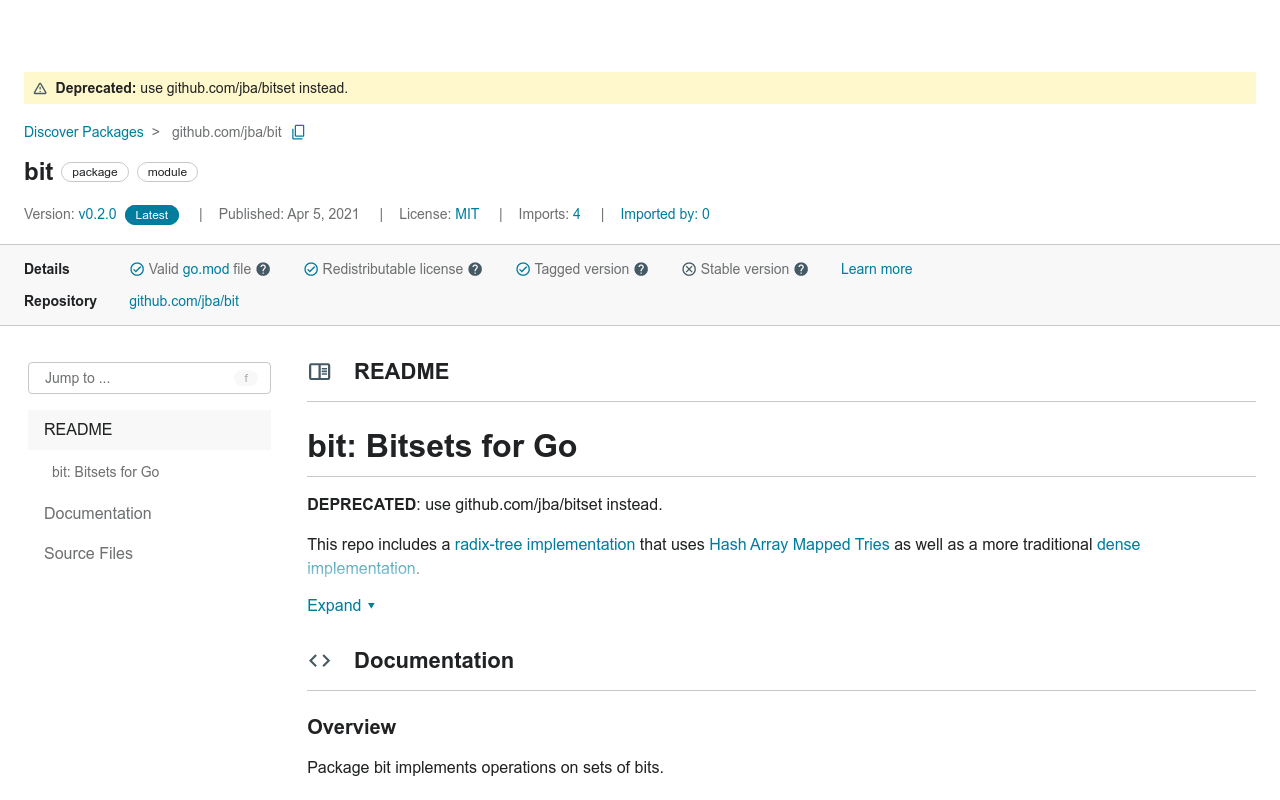 Deprecated: use github.com/jba/bitset instead.
Discover Packages > github.com/jba/bit
bit package module
Version: v0.2.0 Latest | Published: Apr 5, 2021 | License: MIT | Imports: 4 | Imported by: 0
Details Valid go.mod file ? Redistributable license ? Tagged version ? Stable version ? Learn more
Repository github.com/jba/bit
Jump to ... f
README
bit: Bitsets for Go
Documentation
Source Files
README
bit: Bitsets for Go
DEPRECATED: use github.com/jba/bitset instead.
This repo includes a radix-tree implementation that uses Hash Array Mapped Tries as well as a more traditional dense
implementation.
Expand ▼
Documentation
Overview
Package bit implements operations on sets of bits.